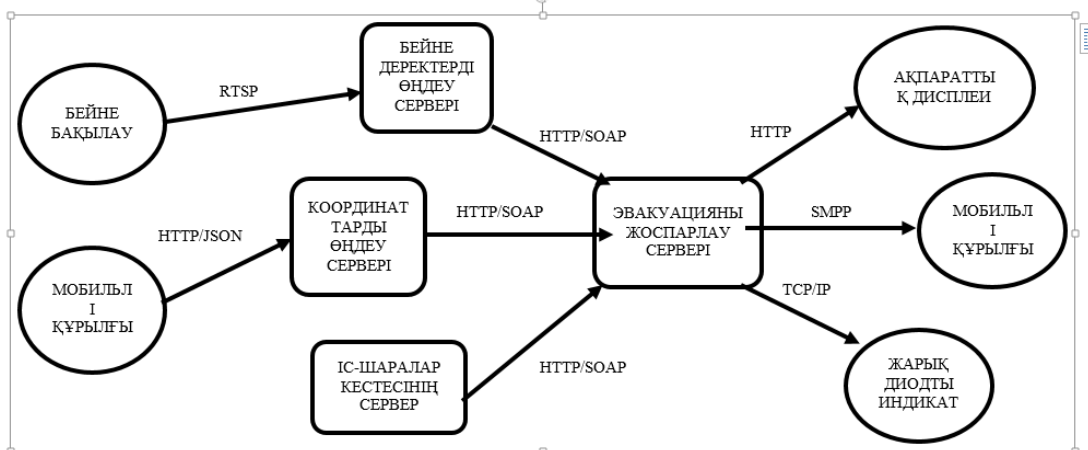 БЕЙНЕ
БАҚЫЛАУ
RTSP
БЕЙНЕ
ДЕРЕКТЕРДІ
ӨҢДЕУ
СЕРВЕРІ
HTTP/SOAP
МОБИЛЬЛ
І
ҚҰРЫЛҒЫ
HTTP/JSON
КООРДИНАТ
ТАРДЫ
ӨҢДЕУ
СЕРВЕРІ
HTTP/SOAP
ІС-ШАРАЛАР
КЕСТЕСІНІҢ
СЕРВЕР
HTTP/SOAP
ЭВАКУАЦИЯНЫ
ЖОСПАРЛАУ
СЕРВЕРІ
HTTP
АҚПАРАТТЫ
Қ ДИСПЛЕИ
SMPP
МОБИЛЬЛ
І
ҚҰРЫЛҒЫ
TCP/IP
ЖАРЫҚ
ДИОДТЫ
ИНДИКАТ